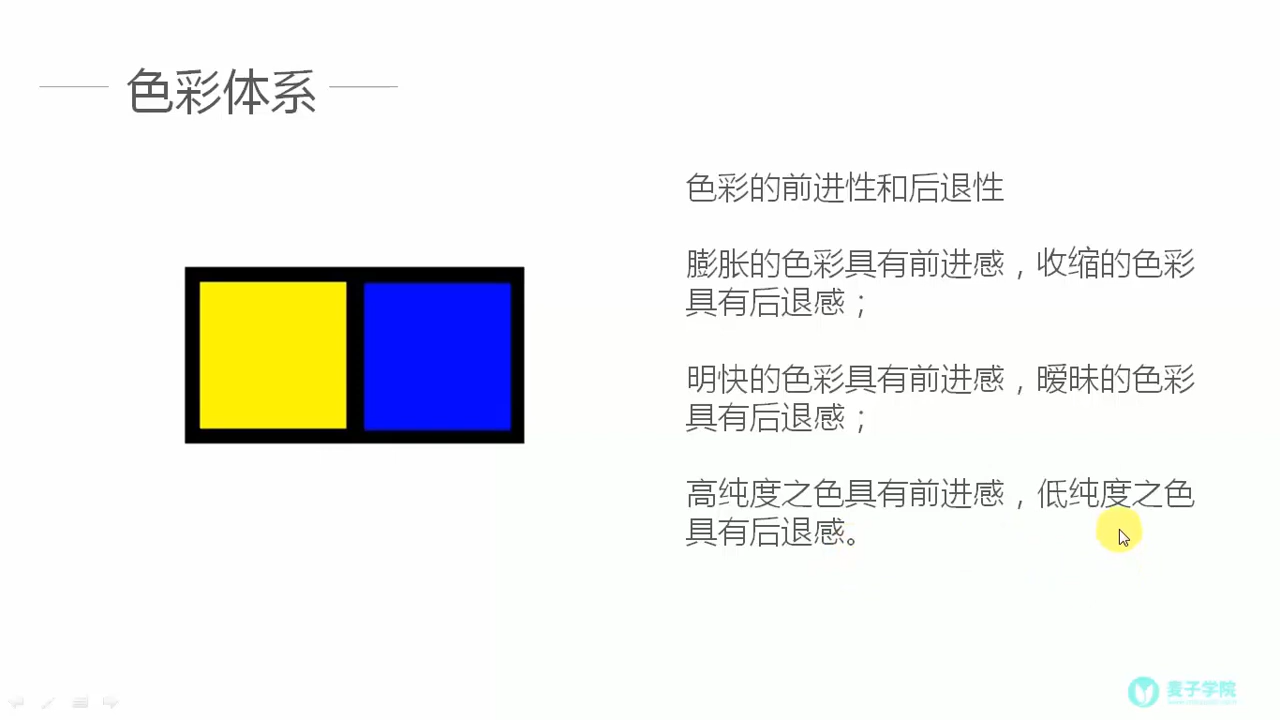 色彩体系
色彩的前进性和后退性
膨胀的色彩具有前进感，收缩的色彩
具有后退感；
明快的色彩具有前进感，暧昧的色彩
具有后退感；
高纯度之色具有前进感，低纯度之色
具有后退感。
麦子学院